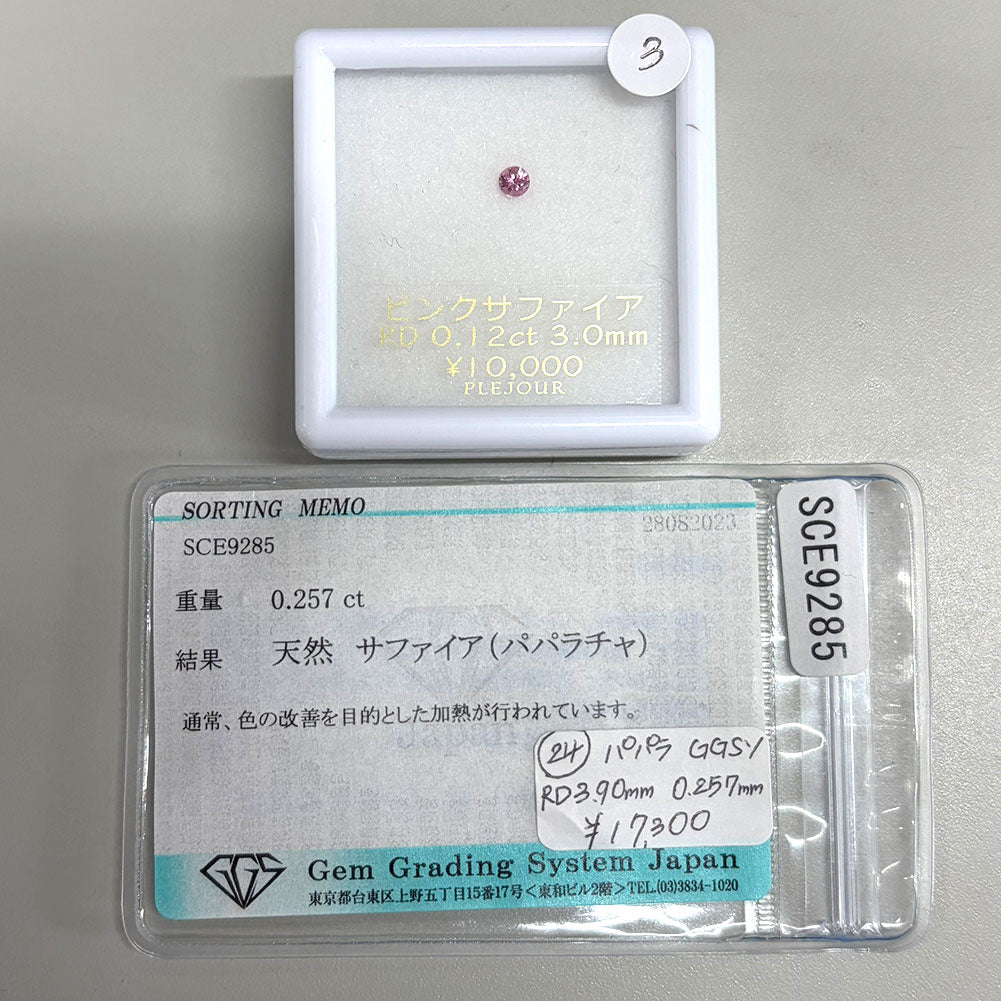 3
ピンクサファイア
RD 0.12ct 3.0mm
¥10,000
PLEJOUR
SORTING MEMO
28082023
SCE9285
重量 0.257 ct
結果 天然 サファイア(パパラチャ)
通常、色の改善を目的とした加熱が行われています。
SCE9285
24 パパラ GGSY
RD3.90mm 0.257mm
¥17,300
GGS
Gem Grading System Japan
東京都台東区上野五丁目15番17号<東和ビル2階>TEL.(03)3834-1020